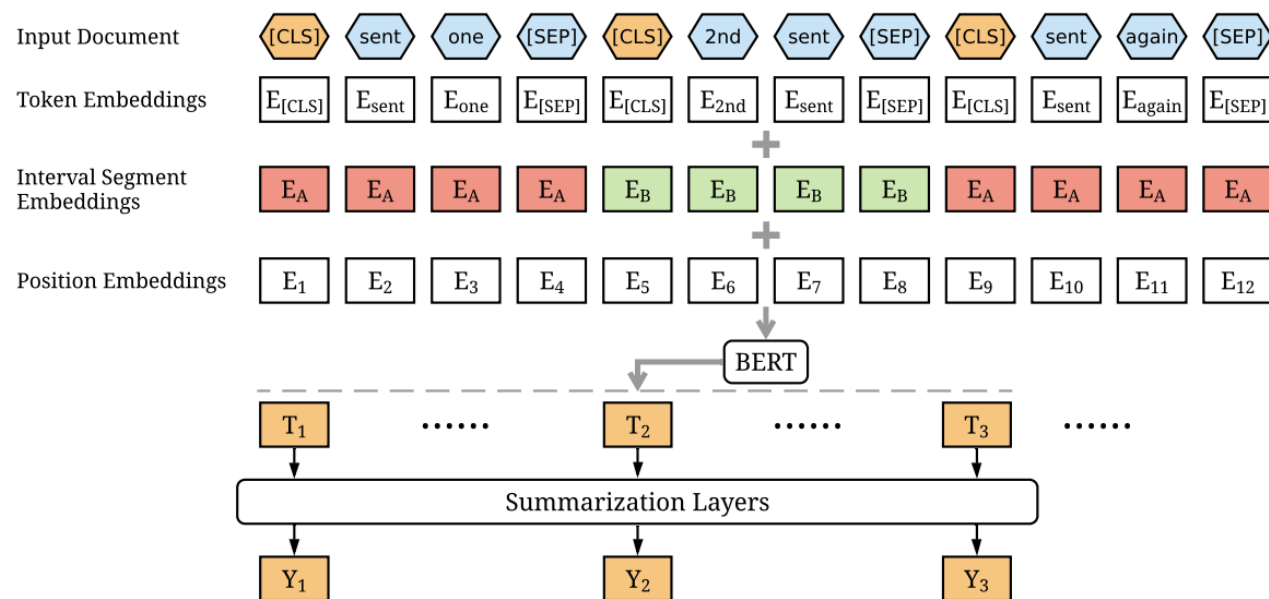 Input Document [CLS] sent one [SEP] [CLS] 2nd sent [SEP] [CLS] sent again [SEP]
Token Embeddings E[CLS] Esent Eone E[SEP] E[CLS] E2nd Esent E[SEP] E[CLS] Esent Eagain E[SEP]
+
Interval Segment
Embeddings EA EA EA EA EB EB EB EB EA EA EA EA
+
Position Embeddings E1 E2 E3 E4 E5 E6 E7 E8 E9 E10 E11 E12
BERT
T1 ...... T2 ...... T3 ......
Summarization Layers
Y1 Y2 Y3